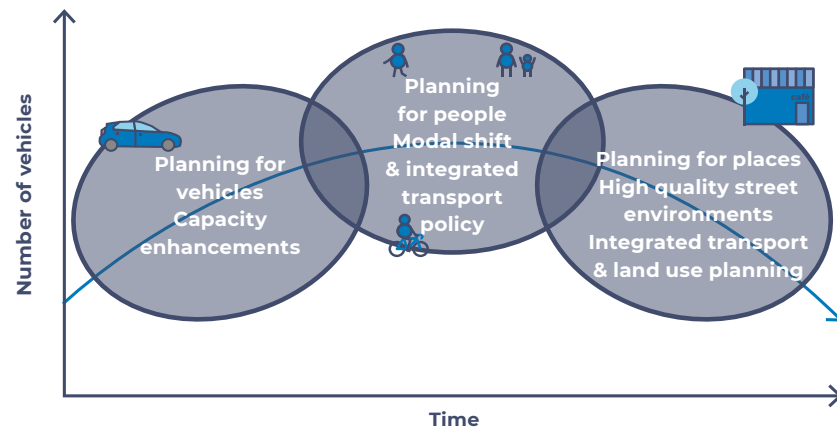 Number of vehicles
Planning for
vehicles
Capacity
enhancements
Planning
for people
Modal shift
& integrated
transport
policy
café
Planning for places
High quality street
environments
Integrated transport
& land use planning
Time